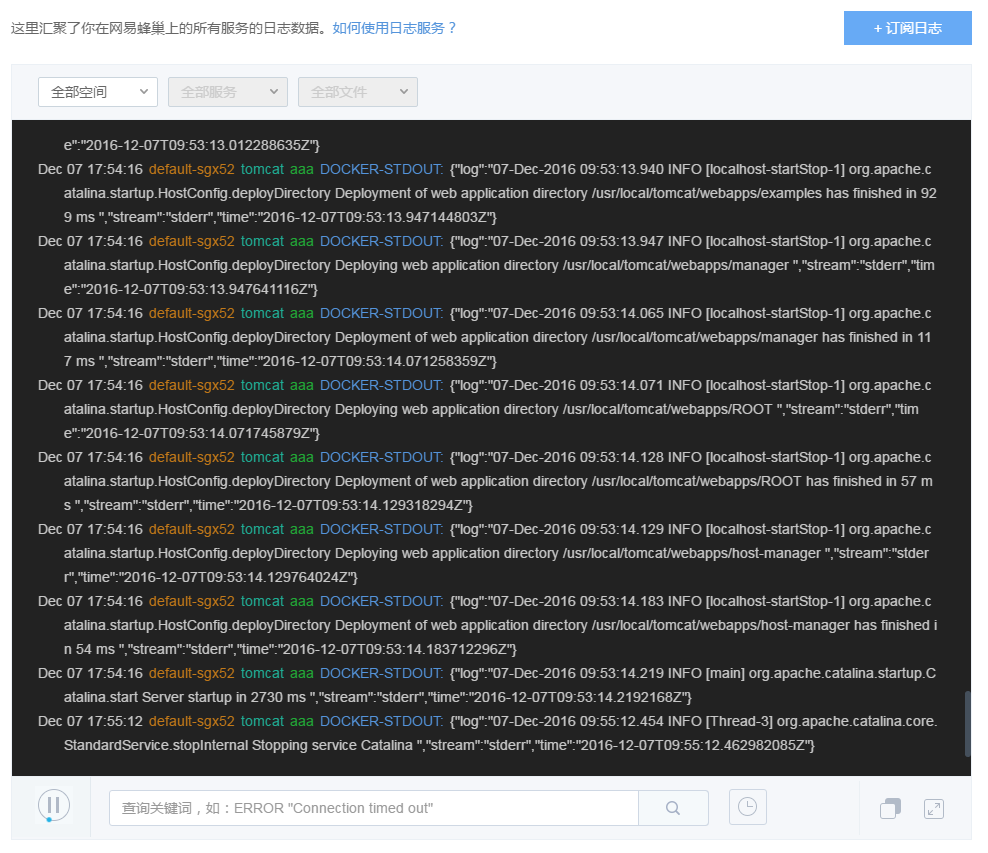 这里汇聚了你在网易蜂巢上的所有服务的日志数据。如何使用日志服务？
+ 订阅日志
全部空间 全部服务 全部文件
e":"2016-12-07T09:53:13.012288635Z"}
Dec 07 17:54:16 default-sgx52 tomcat aaa DOCKER-STDOUT: {"log":"07-Dec-2016 09:53:13.940 INFO [localhost-startStop-1] org.apache.c
atalina.startup.HostConfig.deployDirectory Deployment of web application directory /usr/local/tomcat/webapps/examples has finished in 92
9 ms ","stream":"stderr","time":"2016-12-07T09:53:13.947144803Z"}
Dec 07 17:54:16 default-sgx52 tomcat aaa DOCKER-STDOUT: {"log":"07-Dec-2016 09:53:13.947 INFO [localhost-startStop-1] org.apache.c
atalina.startup.HostConfig.deployDirectory Deploying web application directory /usr/local/tomcat/webapps/manager ","stream":"stderr","tim
e":"2016-12-07T09:53:13.947641116Z"}
Dec 07 17:54:16 default-sgx52 tomcat aaa DOCKER-STDOUT: {"log":"07-Dec-2016 09:53:14.065 INFO [localhost-startStop-1] org.apache.c
atalina.startup.HostConfig.deployDirectory Deployment of web application directory /usr/local/tomcat/webapps/manager has finished in 11
7 ms ","stream":"stderr","time":"2016-12-07T09:53:14.071258359Z"}
Dec 07 17:54:16 default-sgx52 tomcat aaa DOCKER-STDOUT: {"log":"07-Dec-2016 09:53:14.071 INFO [localhost-startStop-1] org.apache.c
atalina.startup.HostConfig.deployDirectory Deploying web application directory /usr/local/tomcat/webapps/ROOT ","stream":"stderr","tim
e":"2016-12-07T09:53:14.071745879Z"}
Dec 07 17:54:16 default-sgx52 tomcat aaa DOCKER-STDOUT: {"log":"07-Dec-2016 09:53:14.128 INFO [localhost-startStop-1] org.apache.c
atalina.startup.HostConfig.deployDirectory Deployment of web application directory /usr/local/tomcat/webapps/ROOT has finished in 57 m
s ","stream":"stderr","time":"2016-12-07T09:53:14.129318294Z"}
Dec 07 17:54:16 default-sgx52 tomcat aaa DOCKER-STDOUT: {"log":"07-Dec-2016 09:53:14.129 INFO [localhost-startStop-1] org.apache.c
atalina.startup.HostConfig.deployDirectory Deploying web application directory /usr/local/tomcat/webapps/host-manager ","stream":"stder
r","time":"2016-12-07T09:53:14.129764024Z"}
Dec 07 17:54:16 default-sgx52 tomcat aaa DOCKER-STDOUT: {"log":"07-Dec-2016 09:53:14.183 INFO [localhost-startStop-1] org.apache.c
atalina.startup.HostConfig.deployDirectory Deployment of web application directory /usr/local/tomcat/webapps/host-manager has finished i
n 54 ms ","stream":"stderr","time":"2016-12-07T09:53:14.183712296Z"}
Dec 07 17:54:16 default-sgx52 tomcat aaa DOCKER-STDOUT: {"log":"07-Dec-2016 09:53:14.219 INFO [main] org.apache.catalina.startup.C
atalina.start Server startup in 2730 ms ","stream":"stderr","time":"2016-12-07T09:53:14.2192168Z"}
Dec 07 17:55:12 default-sgx52 tomcat aaa DOCKER-STDOUT: {"log":"07-Dec-2016 09:55:12.454 INFO [Thread-3] org.apache.catalina.core.
StandardService.stopInternal Stopping service Catalina ","stream":"stderr","time":"2016-12-07T09:55:12.462982085Z"}
查询关键词，如：ERROR "Connection timed out"